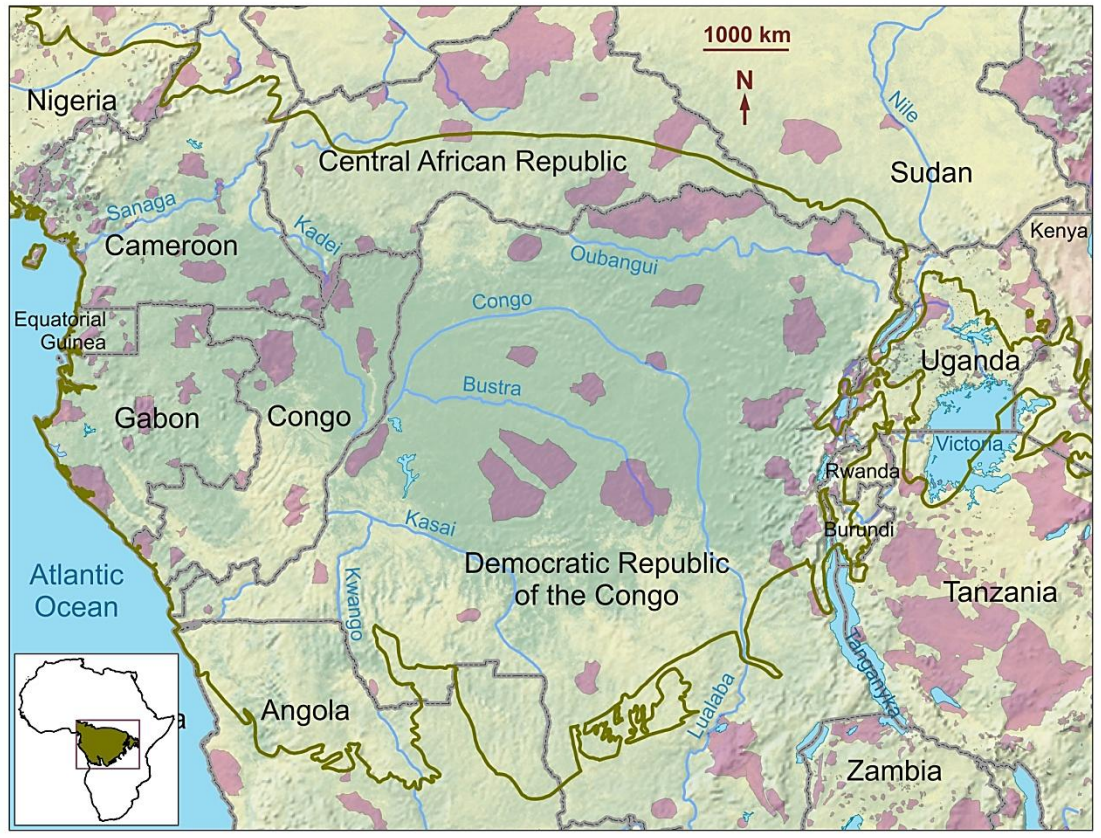 1000 km
N
Nigeria
Nile
Central African Republic
Sudan
Sanaga
Kadei
Kenya
Cameroon
Oubangui
Congo
Equatorial
Guinea
Uganda
Bustra
Gabon
Congo
Victoria
Rwanda
Kasai
Burundi
Democratic Republic
of the Congo
Atlantic
Ocean
Kwango
Tanzania
Tanganyka
Lualaba
Angola
a
Zambia